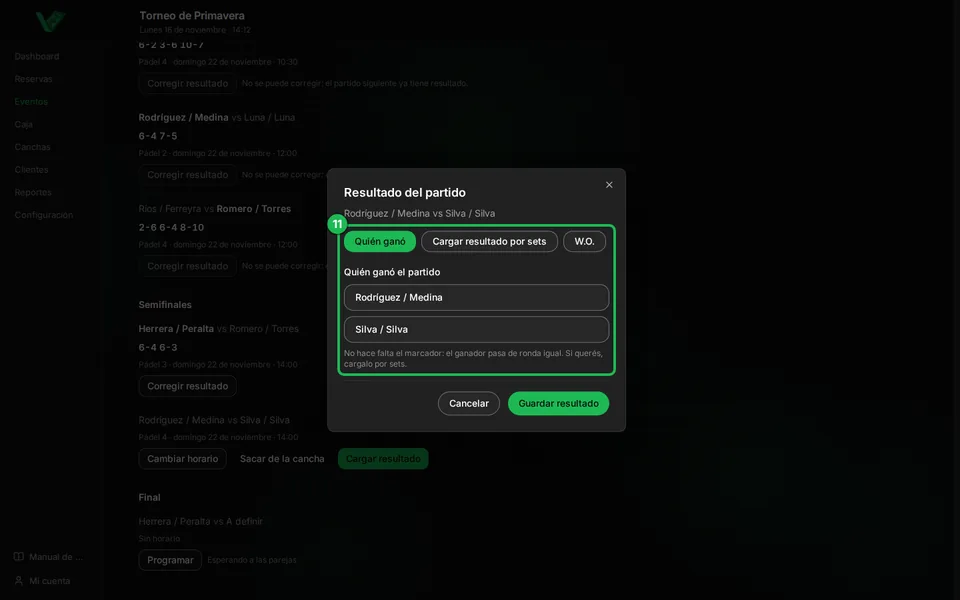 Torneo de Primavera
Lunes 16 de noviembre · 14:12
Dashboard
Reservas
Eventos
Caja
Canchas
Clientes
Reportes
Configuración
Manual de ...
Mi cuenta
6-2 3-6 10-7
Pádel 4 · domingo 22 de noviembre · 10:30
Corregir resultado No se puede corregir: el partido siguiente ya tiene resultado.
Rodríguez / Medina vs Luna / Luna
6-4 7-5
Pádel 2 · domingo 22 de noviembre · 12:00
Corregir resultado No se puede corregir:
Ríos / Ferreyra vs Romero / Torres
2-6 6-4 8-10
Pádel 4 · domingo 22 de noviembre · 12:00
Corregir resultado No se puede corregir:
Semifinales
Herrera / Peralta vs Romero / Torres
6-4 6-3
Pádel 3 · domingo 22 de noviembre · 14:00
Corregir resultado
Rodríguez / Medina vs Silva / Silva
Pádel 4 · domingo 22 de noviembre · 14:00
Cambiar horario Sacar de la cancha Cargar resultado
Final
Herrera / Peralta vs A definir
Sin horario
Programar Esperando a las parejas
Resultado del partido
Rodríguez / Medina vs Silva / Silva
11
Quién ganó Cargar resultado por sets W.O.
Quién ganó el partido
Rodríguez / Medina
Silva / Silva
No hace falta el marcador: el ganador pasa de ronda igual. Si querés,
cargalo por sets.
Cancelar Guardar resultado